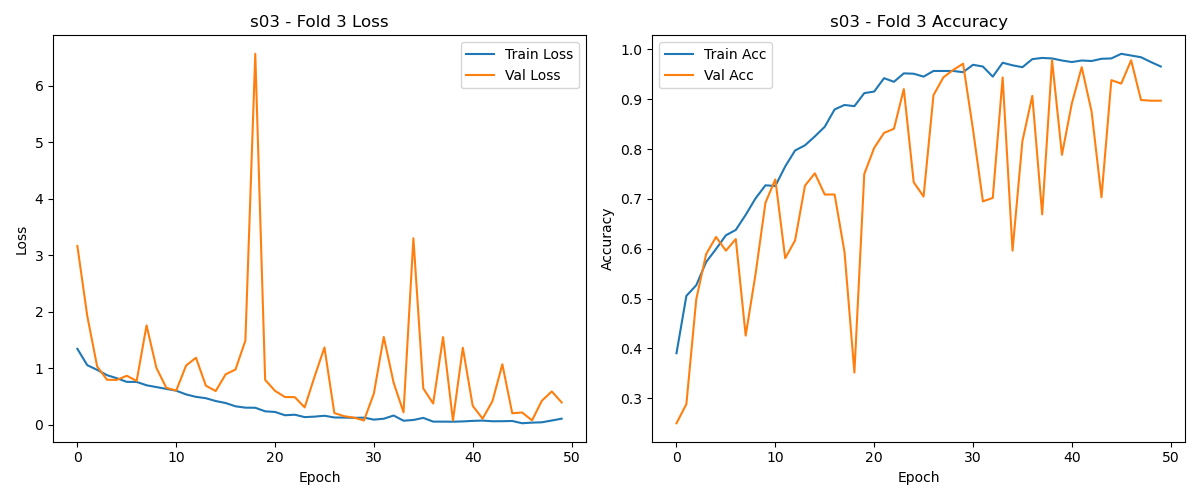 s03 - Fold 3 Loss
Train Loss
Val Loss
Loss
6
5
4
3
2
1
0
0 10 20 30 40 50
Epoch
s03 - Fold 3 Accuracy
Train Acc
Val Acc
Accuracy
1.0
0.9
0.8
0.7
0.6
0.5
0.4
0.3
0 10 20 30 40 50
Epoch